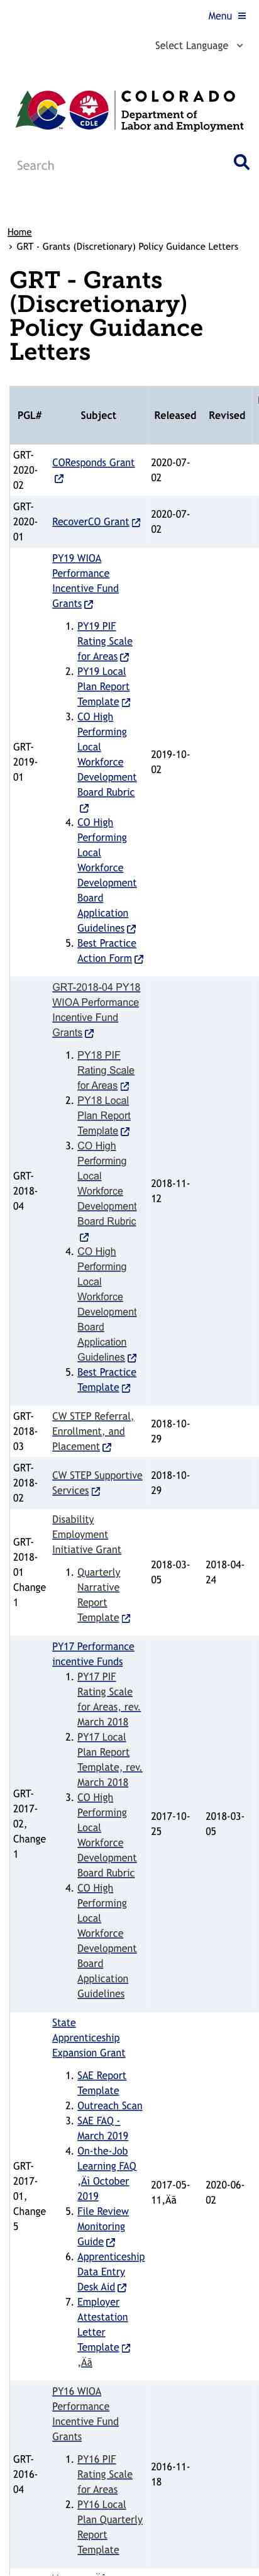 Menu
Select Language
COLORADO
Department of
Labor and Employment
CDLE
Search
Home
› GRT - Grants (Discretionary) Policy Guidance Letters
GRT - Grants
(Discretionary)
Policy Guidance
Letters
PGL# Subject Released Revised
GRT-
2020-
02
COResponds Grant
2020-07-
02
GRT-
2020-
01
RecoverCO Grant
2020-07-
02
GRT-
2019-
01
PY19 WIOA
Performance
Incentive Fund
Grants
1. PY19 PIF
Rating Scale
for Areas
2. PY19 Local
Plan Report
Template
3. CO High
Performing
Local
Workforce
Development
Board Rubric
4. CO High
Performing
Local
Workforce
Development
Board
Application
Guidelines
5. Best Practice
Action Form
2019-10-
02
GRT-
2018-
04
GRT-2018-04 PY18
WIOA Performance
Incentive Fund
Grants
1. PY18 PIF
Rating Scale
for Areas
2. PY18 Local
Plan Report
Template
3. CO High
Performing
Local
Workforce
Development
Board Rubric
4. CO High
Performing
Local
Workforce
Development
Board
Application
Guidelines
5. Best Practice
Template
2018-11-
12
GRT-
2018-
03
CW STEP Referral,
Enrollment, and
Placement
2018-10-
29
GRT-
2018-
02
CW STEP Supportive
Services
2018-10-
29
GRT-
2018-
01
Change
1
Disability
Employment
Initiative Grant
1. Quarterly
Narrative
Report
Template
2018-03-
05
2018-04-
24
GRT-
2017-
02,
Change
1
PY17 Performance
incentive Funds
1. PY17 PIF
Rating Scale
for Areas, rev.
March 2018
2. PY17 Local
Plan Report
Template, rev.
March 2018
3. CO High
Performing
Local
Workforce
Development
Board Rubric
4. CO High
Performing
Local
Workforce
Development
Board
Application
Guidelines
2017-10-
25
2018-03-
05
GRT-
2017-
01,
Change
5
State
Apprenticeship
Expansion Grant
1. SAE Report
Template
2. Outreach Scan
3. SAE FAQ -
March 2019
4. On-the-Job
Learning FAQ
‚Äì October
2019
5. File Review
Monitoring
Guide
6. Apprenticeship
Data Entry
Desk Aid
7. Employer
Attestation
Letter
Template
‚Äã
2017-05-
11‚Äã
2020-06-
02
GRT-
2016-
04
PY16 WIOA
Performance
Incentive Fund
Grants
1. PY16 PIF
Rating Scale
for Areas
2. PY16 Local
Plan Quarterly
Report
Template
2016-11-
18